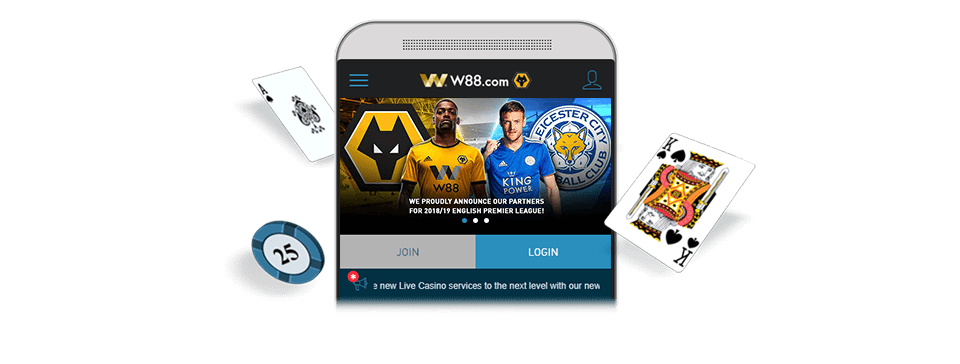 W W88.com
LEICESTER CITY
FOOTBALL CLUB
W88
KING
POWER
WE PROUDLY ANNOUNCE OUR PARTNERS
FOR 2018/19 ENGLISH PREMIER LEAGUE!
JOIN
LOGIN
e new Live Casino services to the next level with our new
A
K
K
25